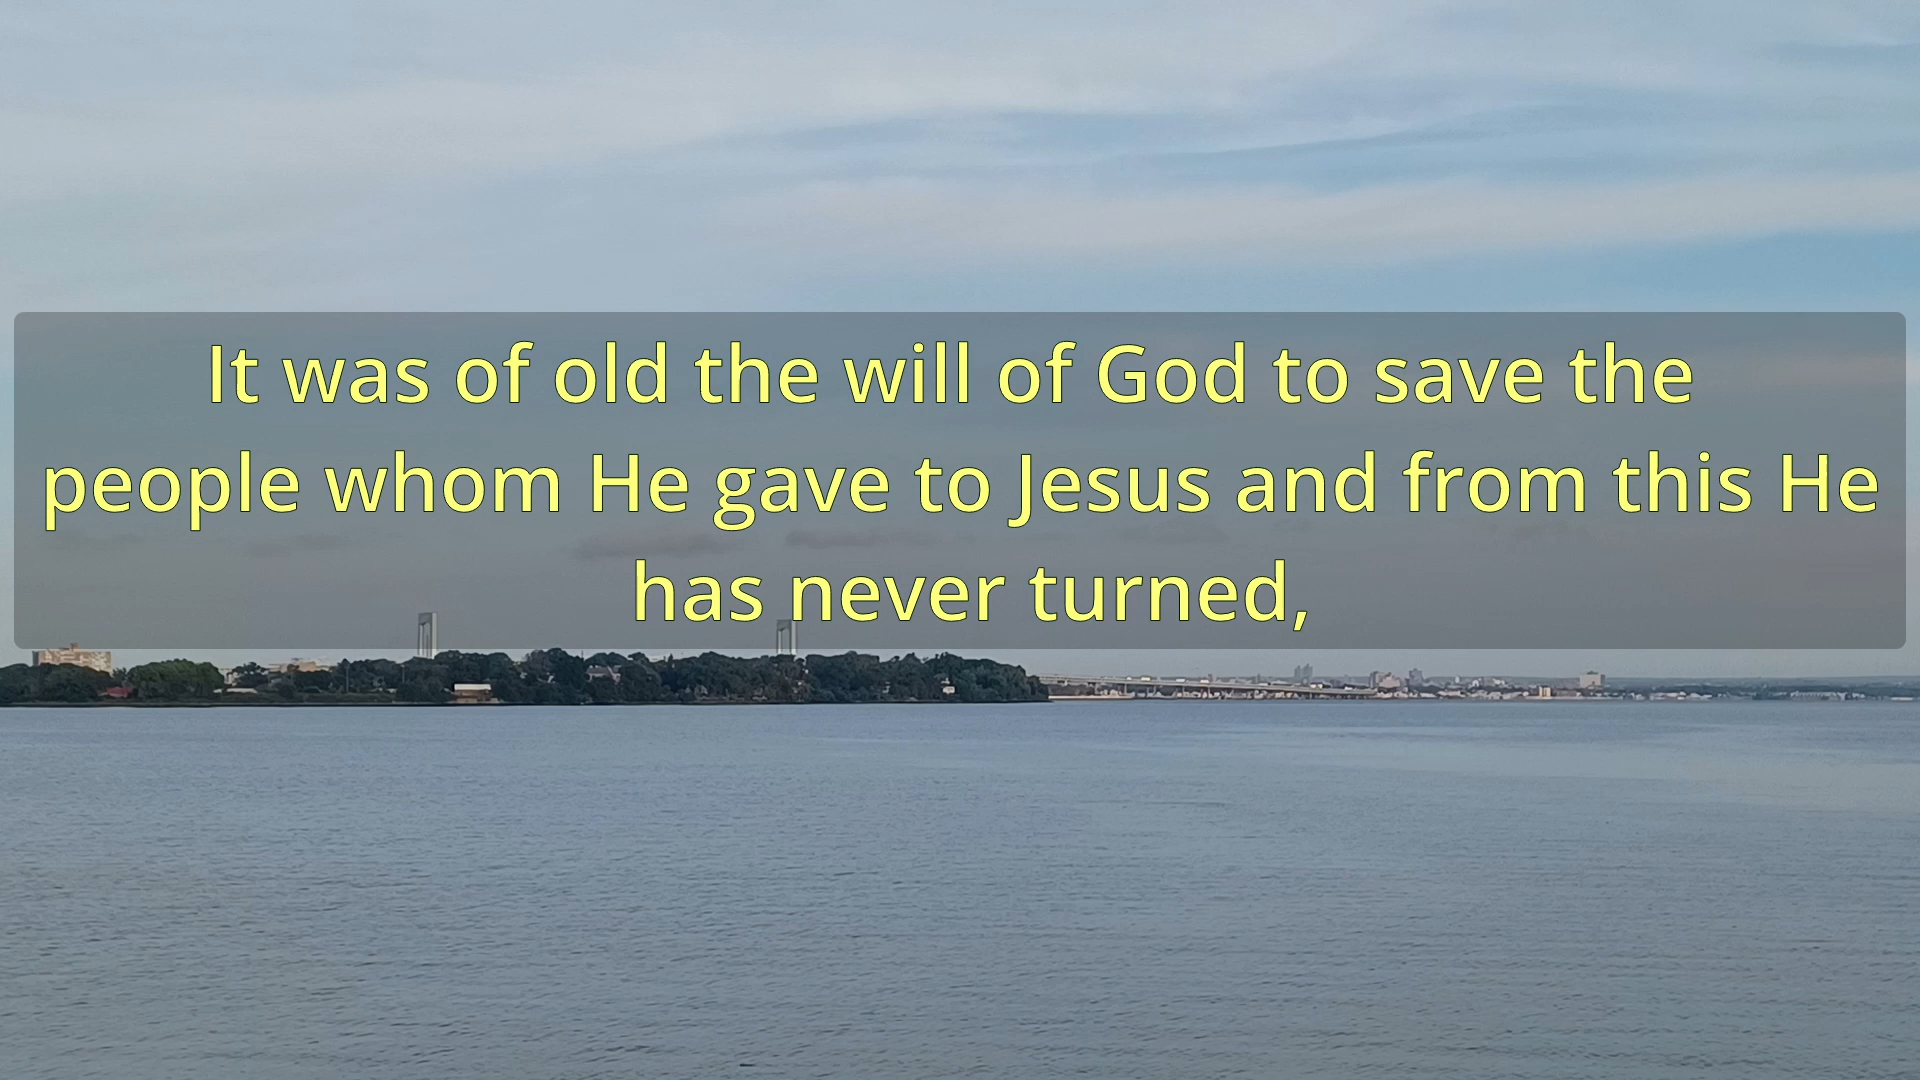 It was of old the will of God to save the
people whom He gave to Jesus and from this He
has never turned,